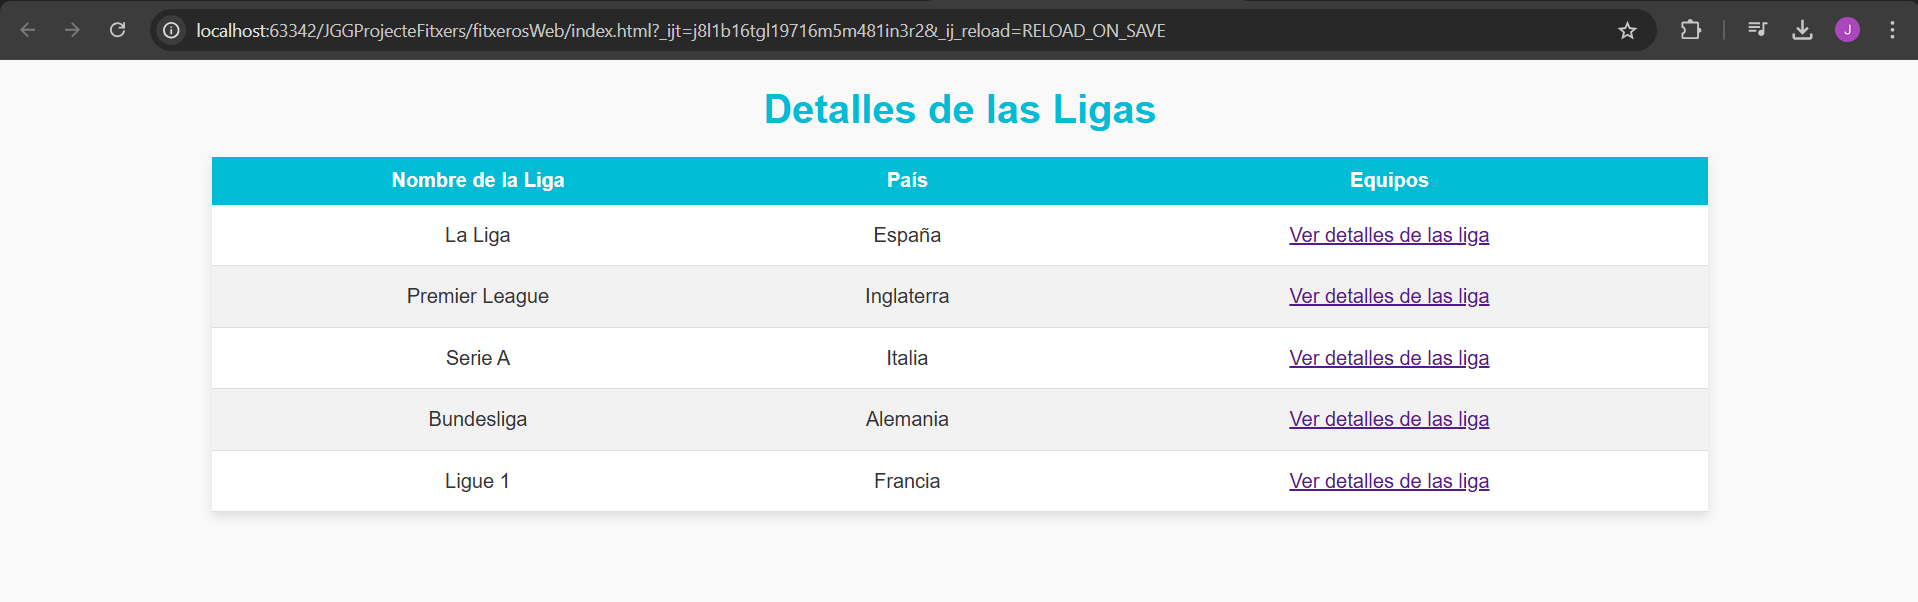 localhost:63342/JGGProjecteFitxers/fitxerosWeb/index.html?_ijt=j8l1b16tgl19716m5m481in3r2&_ij_reload=RELOAD_ON_SAVE
J
Detalles de las Ligas
Nombre de la Liga País Equipos
La Liga España Ver detalles de las liga
Premier League Inglaterra Ver detalles de las liga
Serie A Italia Ver detalles de las liga
Bundesliga Alemania Ver detalles de las liga
Ligue 1 Francia Ver detalles de las liga